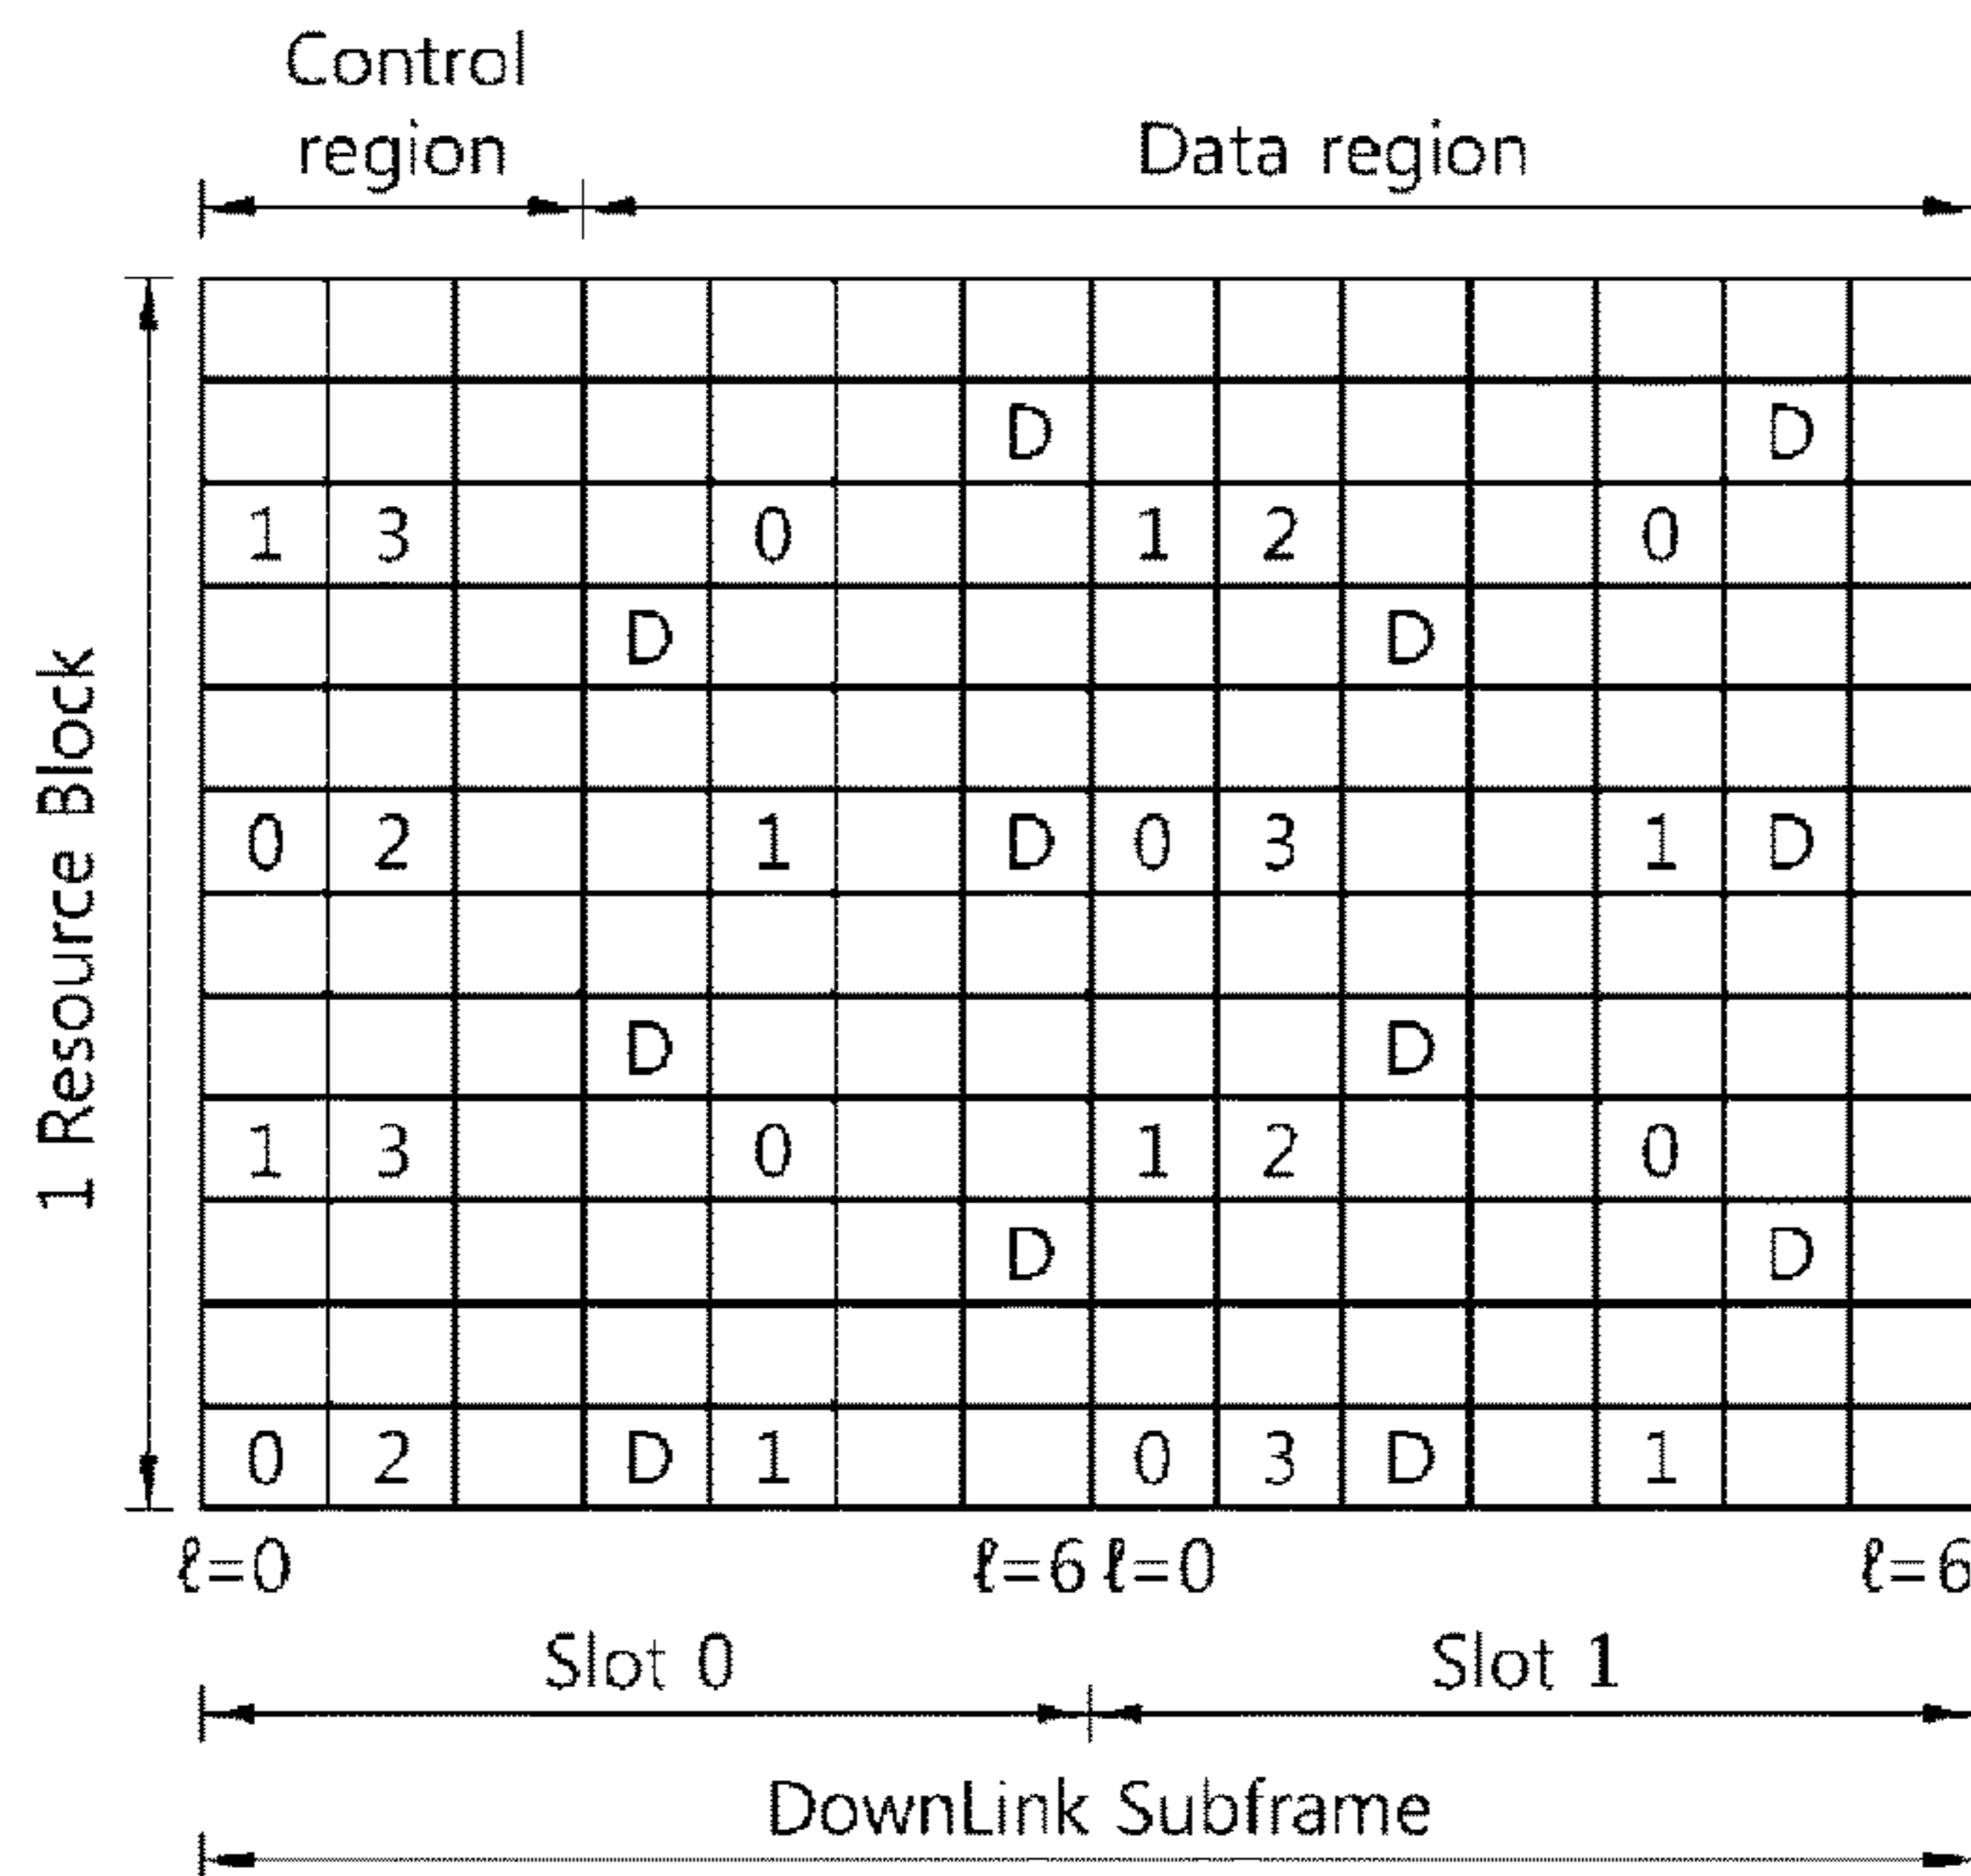 Control
region
Data region
1 Resource Block
D D
1 3 0 1 2 0
D D
0 2 1 D 0 3 1 D
D D
1 3 0 1 2 0
D D
0 2 D 1 0 3 D 1
ℓ=0 ℓ=6 ℓ=0 ℓ=6
Slot 0 Slot 1
DownLink Subframe